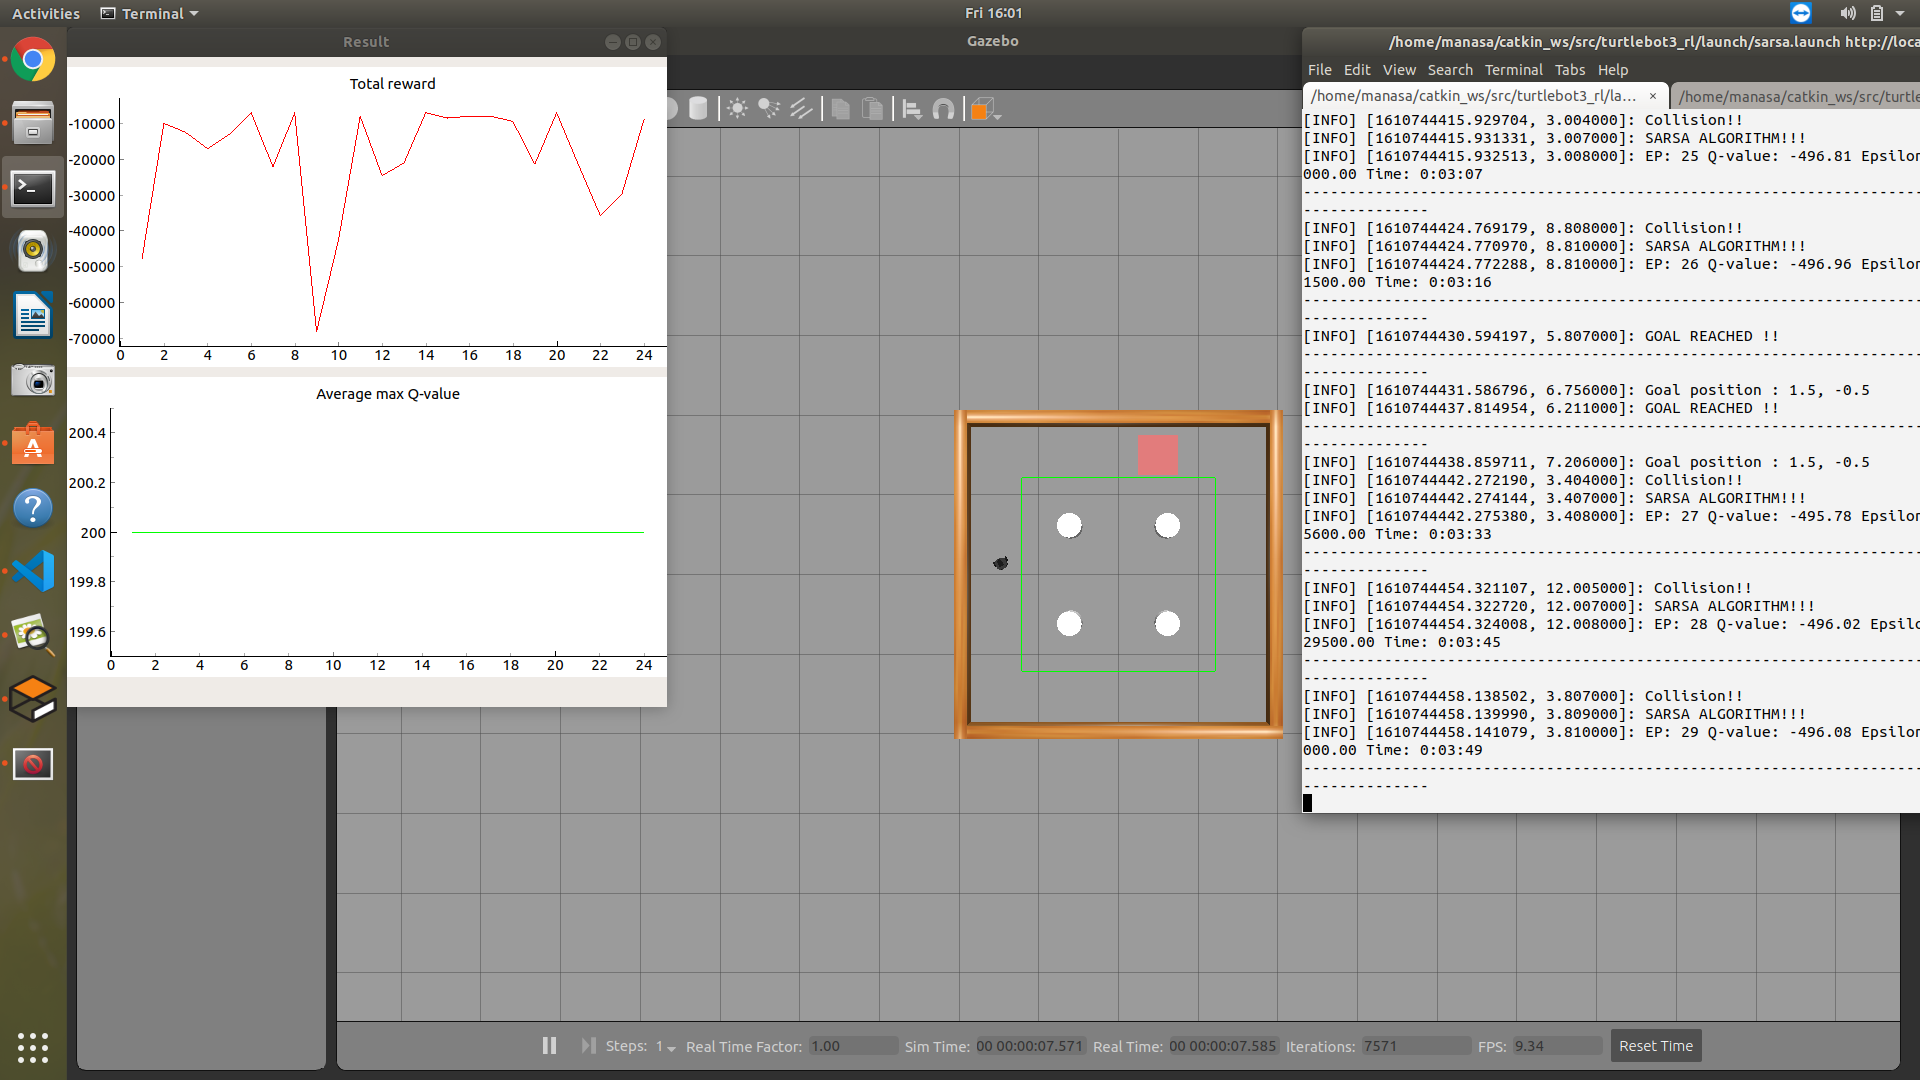 Activities
Terminal
Fri 16:01
Result
Total reward
-10000
-20000
-30000
-40000
-50000
-60000
-70000
0 2 4 6 8 10 12 14 16 18 20 22 24
Average max Q-value
200.4
200.2
200
199.8
199.6
0 2 4 6 8 10 12 14 16 18 20 22 24
Gazebo
/home/manasa/catkin_ws/src/turtlebot3_rl/launch/sarsa.launch http://loca
File Edit View Search Terminal Tabs Help
/home/manasa/catkin_ws/src/turtlebot3_rl/la... ×
/home/manasa/catkin_ws/src/turtle
[INFO] [1610744415.929704, 3.004000]: Collision!!
[INFO] [1610744415.931331, 3.007000]: SARSA ALGORITHM!!!
[INFO] [1610744415.932513, 3.008000]: EP: 25 Q-value: -496.81 Epsilon
000.00 Time: 0:03:07
---------------------------------------------------------------------
--------------
[INFO] [1610744424.769179, 8.808000]: Collision!!
[INFO] [1610744424.770970, 8.810000]: SARSA ALGORITHM!!!
[INFO] [1610744424.772288, 8.810000]: EP: 26 Q-value: -496.96 Epsilon
1500.00 Time: 0:03:16
---------------------------------------------------------------------
--------------
[INFO] [1610744430.594197, 5.807000]: GOAL REACHED !!
---------------------------------------------------------------------
--------------
[INFO] [1610744431.586796, 6.756000]: Goal position : 1.5, -0.5
[INFO] [1610744437.814954, 6.211000]: GOAL REACHED !!
---------------------------------------------------------------------
--------------
[INFO] [1610744438.859711, 7.206000]: Goal position : 1.5, -0.5
[INFO] [1610744442.272190, 3.404000]: Collision!!
[INFO] [1610744442.274144, 3.407000]: SARSA ALGORITHM!!!
[INFO] [1610744442.275380, 3.408000]: EP: 27 Q-value: -495.78 Epsilon
5600.00 Time: 0:03:33
---------------------------------------------------------------------
--------------
[INFO] [1610744454.321107, 12.005000]: Collision!!
[INFO] [1610744454.322720, 12.007000]: SARSA ALGORITHM!!!
[INFO] [1610744454.324008, 12.008000]: EP: 28 Q-value: -496.02 Epsilo
29500.00 Time: 0:03:45
---------------------------------------------------------------------
--------------
[INFO] [1610744458.138502, 3.807000]: Collision!!
[INFO] [1610744458.139990, 3.809000]: SARSA ALGORITHM!!!
[INFO] [1610744458.141079, 3.810000]: EP: 29 Q-value: -496.08 Epsilon
000.00 Time: 0:03:49
---------------------------------------------------------------------
--------------
Steps: 1 Real Time Factor: 1.00 Sim Time: 00 00:00:07.571 Real Time: 00 00:00:07.585 Iterations: 7571 FPS: 9.34 Reset Time